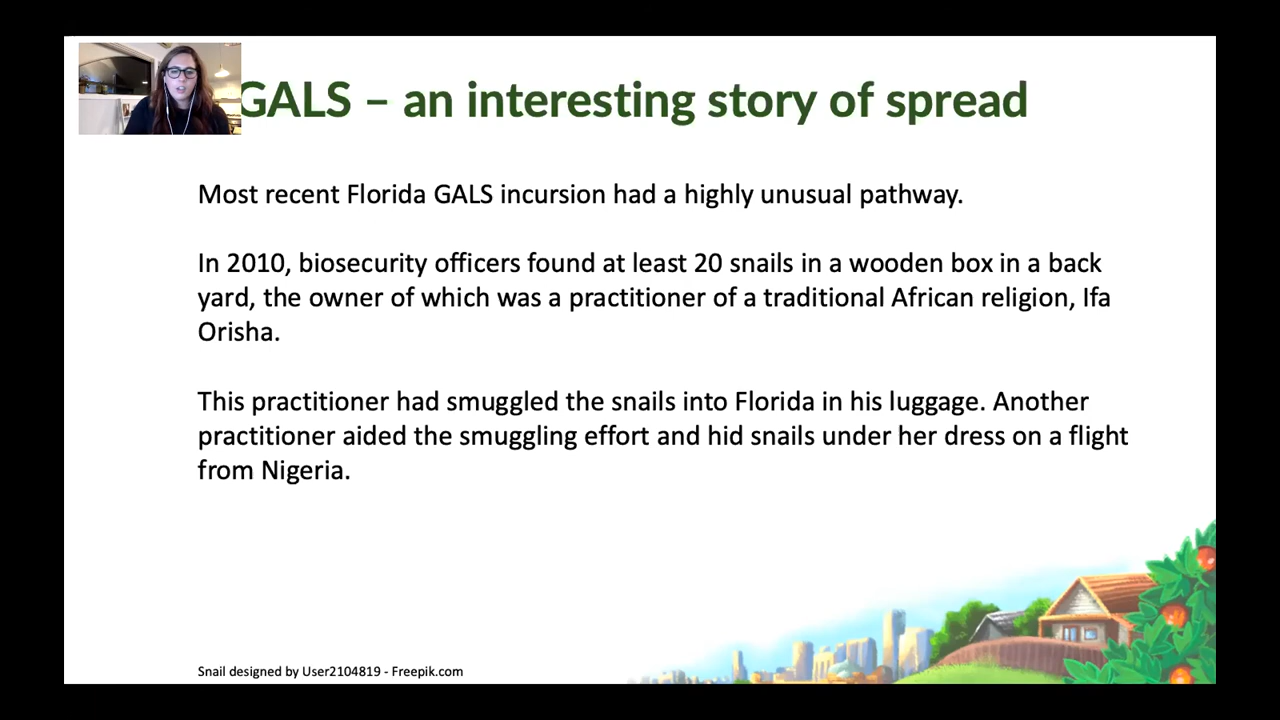 GALS – an interesting story of spread
Most recent Florida GALS incursion had a highly unusual pathway.
In 2010, biosecurity officers found at least 20 snails in a wooden box in a back
yard, the owner of which was a practitioner of a traditional African religion, Ifa
Orisha.
This practitioner had smuggled the snails into Florida in his luggage. Another
practitioner aided the smuggling effort and hid snails under her dress on a flight
from Nigeria.
Snail designed by User2104819 - Freepik.com